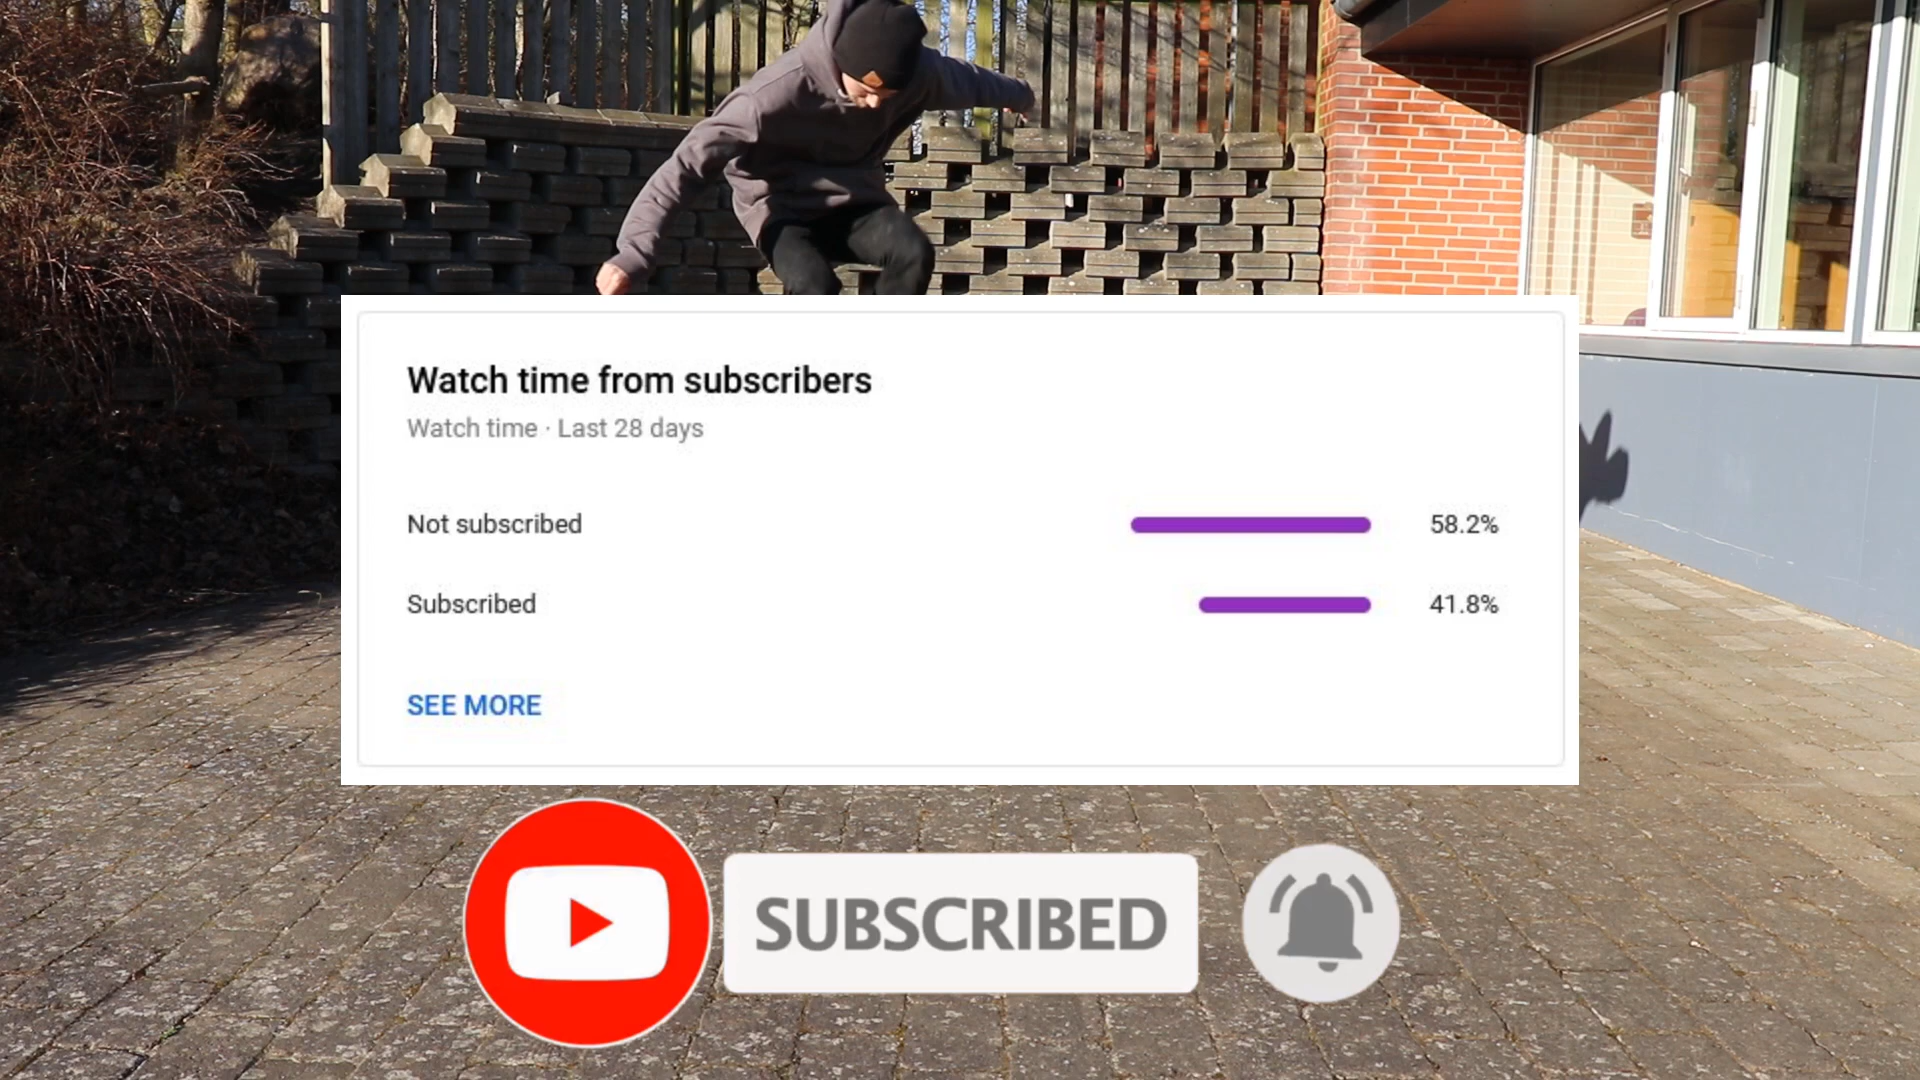 Watch time from subscribers
Watch time · Last 28 days
Not subscribed 58.2%
Subscribed 41.8%
SEE MORE
SUBSCRIBED